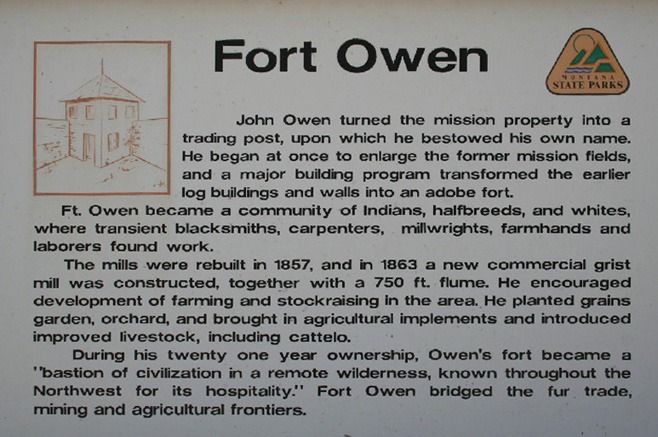 Fort Owen
MONTANA
STATE PARKS
John Owen turned the mission property into a
trading post, upon which he bestowed his own name.
He began at once to enlarge the former mission fields,
and a major building program transformed the earlier
log buildings and walls into an adobe fort.
Ft. Owen became a community of Indians, halfbreeds, and whites,
where transient blacksmiths, carpenters, millwrights, farmhands and
laborers found work.
The mills were rebuilt in 1857, and in 1863 a new commercial grist
mill was constructed, together with a 750 ft. flume. He encouraged
development of farming and stockraising in the area. He planted grains
garden, orchard, and brought in agricultural implements and introduced
improved livestock, including cattelo.
During his twenty one year ownership, Owen's fort became a
"bastion of civilization in a remote wilderness, known throughout the
Northwest for its hospitality." Fort Owen bridged the fur trade,
mining and agricultural frontiers.